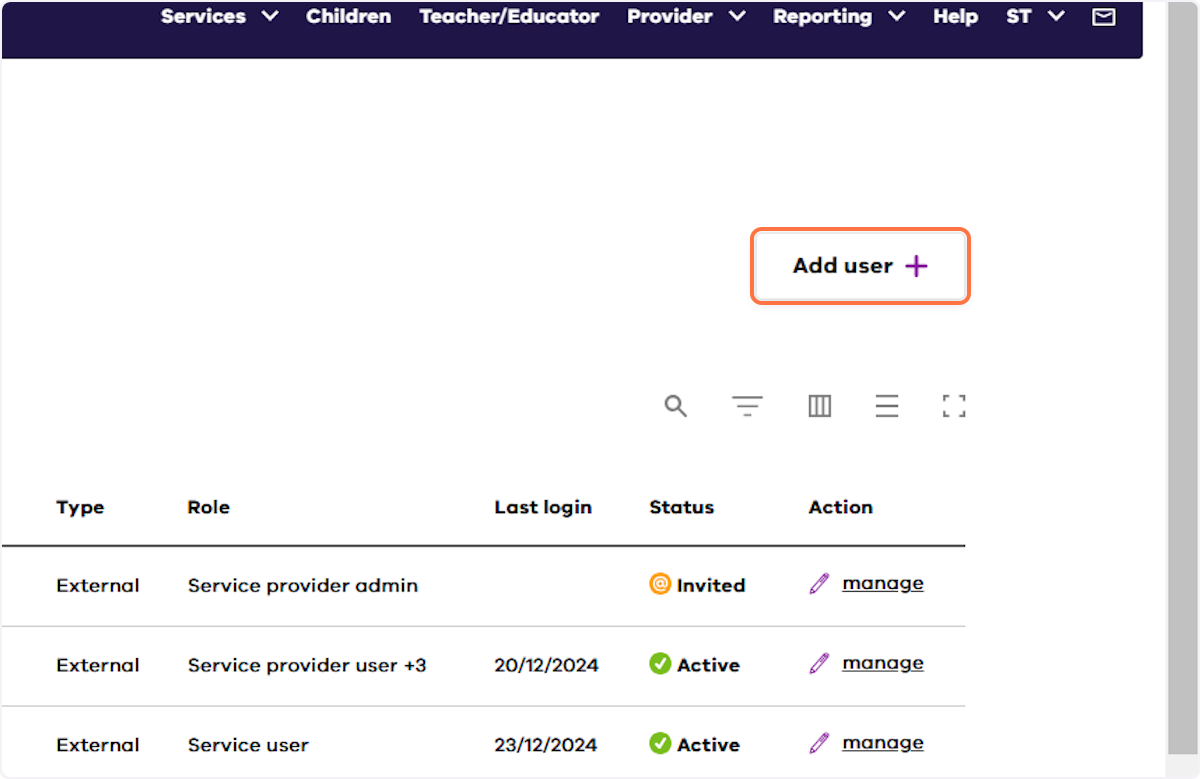 Services Children Teacher/Educator Provider Reporting Help ST
Add user
Type Role Last login Status Action
External Service provider admin Invited manage
External Service provider user +3 20/12/2024 Active manage
External Service user 23/12/2024 Active manage